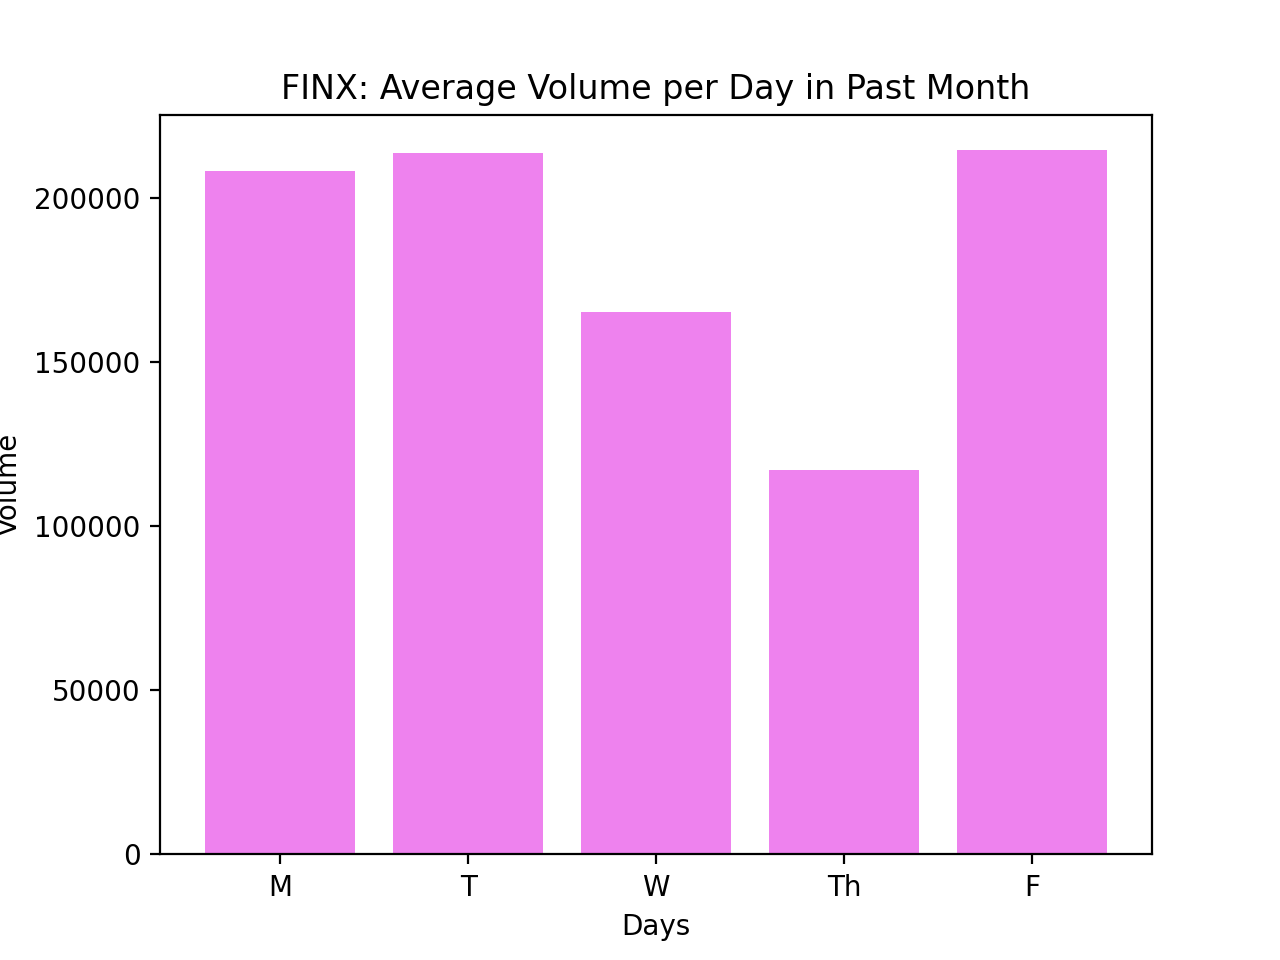 FINX: Average Volume per Day in Past Month
200000
150000
100000
50000
0
Volume
M T W Th F
Days